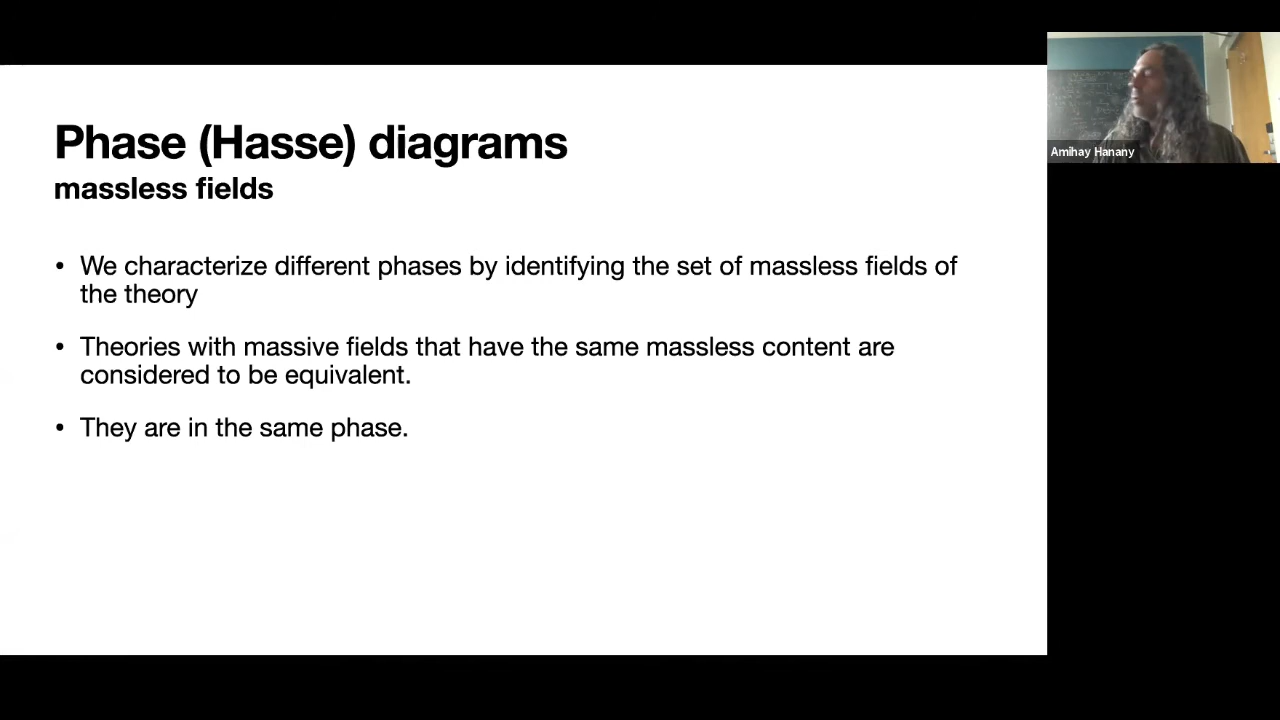 Phase (Hasse) diagrams
massless fields
• We characterize different phases by identifying the set of massless fields of
the theory
• Theories with massive fields that have the same massless content are
considered to be equivalent.
• They are in the same phase.
Amihay Hanany